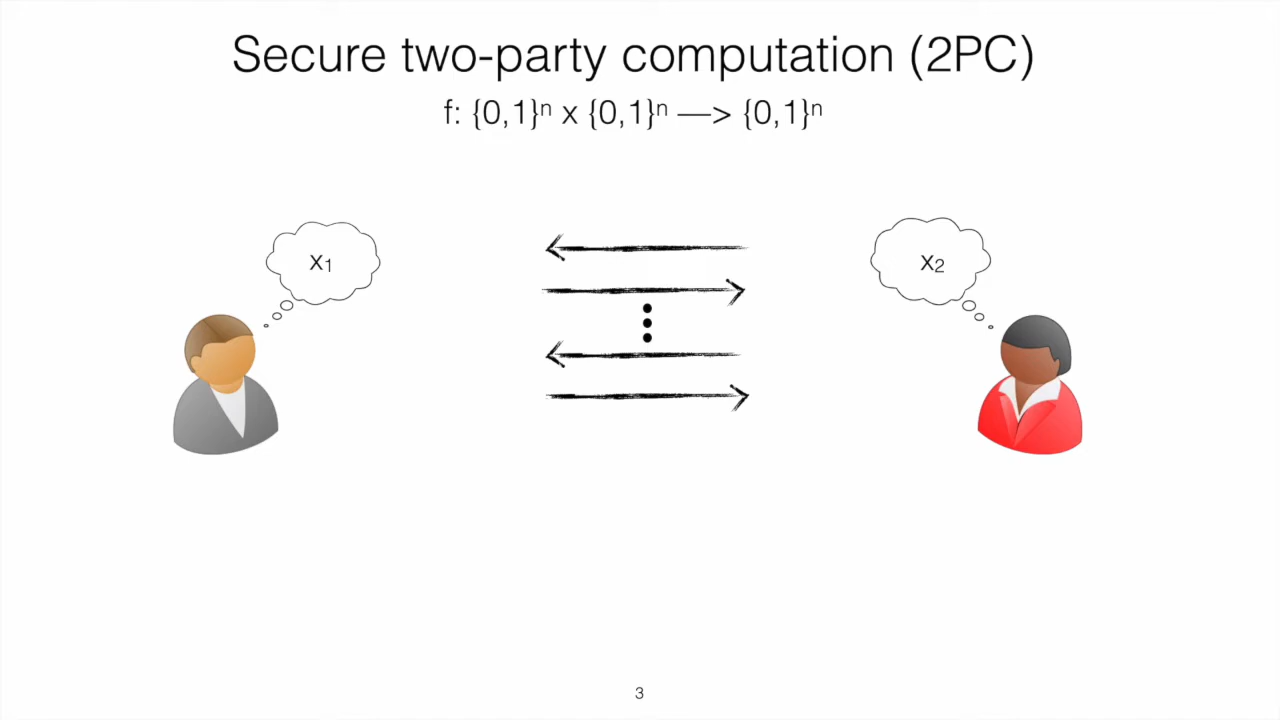 Secure two-party computation (2PC)
f: {0,1}ⁿ x {0,1}ⁿ —> {0,1}ⁿ
x₁
x₂
3